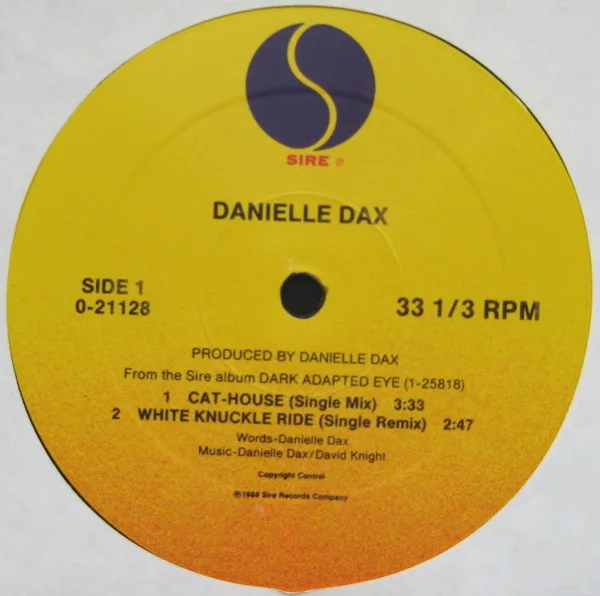 SIRE ®
DANIELLE DAX
SIDE 1
0-21128
33 1/3 RPM
PRODUCED BY DANIELLE DAX
From the Sire album DARK ADAPTED EYE (1-25818)
1 CAT-HOUSE (Single Mix) 3:33
2 WHITE KNUCKLE RIDE (Single Remix) 2:47
Words-Danielle Dax
Music-Danielle Dax/David Knight
Copyright Control
℗1988 Sire Records Company